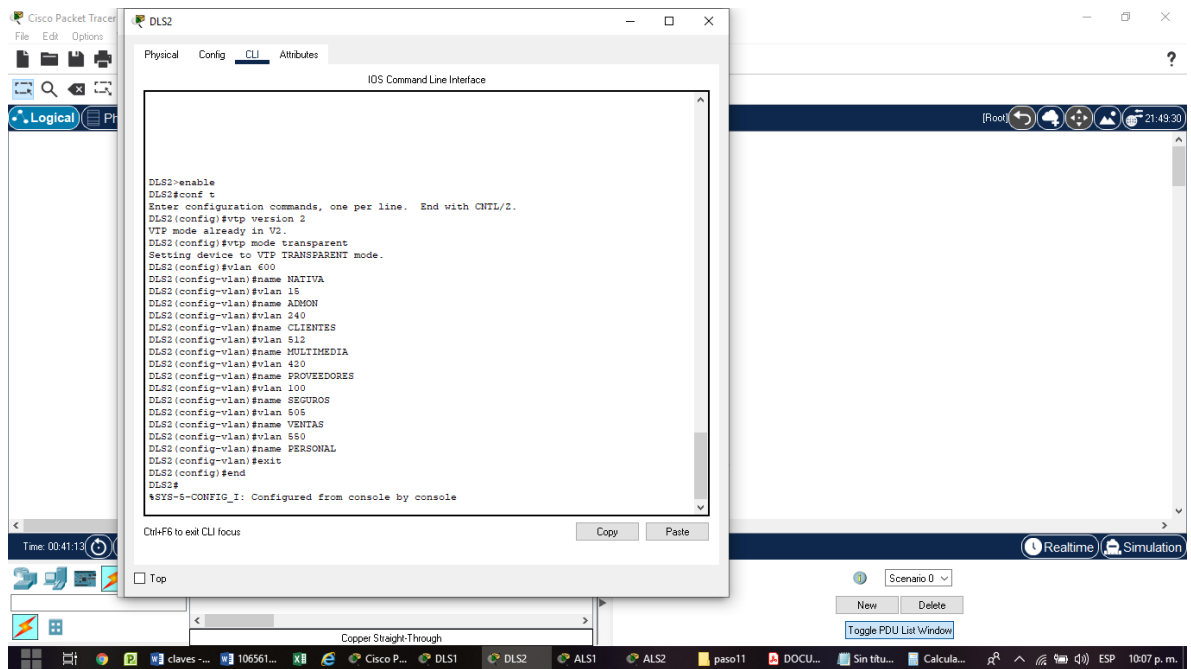 Cisco Packet Tracer
File Edit Options
DLS2
Physical Config CLI Attributes
IOS Command Line Interface
Logical
[Root]
21:49:30
DLS2>enable
DLS2#conf t
Enter configuration commands, one per line. End with CNTL/Z.
DLS2(config)#vtp version 2
VTP mode already in V2.
DLS2(config)#vtp mode transparent
Setting device to VTP TRANSPARENT mode.
DLS2(config)#vlan 600
DLS2(config-vlan)#name NATIVA
DLS2(config-vlan)#vlan 15
DLS2(config-vlan)#name ADMON
DLS2(config-vlan)#vlan 240
DLS2(config-vlan)#name CLIENTES
DLS2(config-vlan)#vlan 512
DLS2(config-vlan)#name MULTIMEDIA
DLS2(config-vlan)#vlan 420
DLS2(config-vlan)#name PROVEEDORES
DLS2(config-vlan)#vlan 100
DLS2(config-vlan)#name SEGUROS
DLS2(config-vlan)#vlan 505
DLS2(config-vlan)#name VENTAS
DLS2(config-vlan)#vlan 550
DLS2(config-vlan)#name PERSONAL
DLS2(config-vlan)#exit
DLS2(config)#end
DLS2#
%SYS-5-CONFIG_I: Configured from console by console
Ctrl+F6 to exit CLI focus
Copy Paste
Time: 00:41:13
Realtime Simulation
Top
Scenario 0
New Delete
Toggle PDU List Window
Copper Straight-Through
claves -... 106561... Cisco P... DLS1 DLS2 ALS1 ALS2 paso11 DOCU... Sin títu... Calcula... ESP 10:07 p. m.